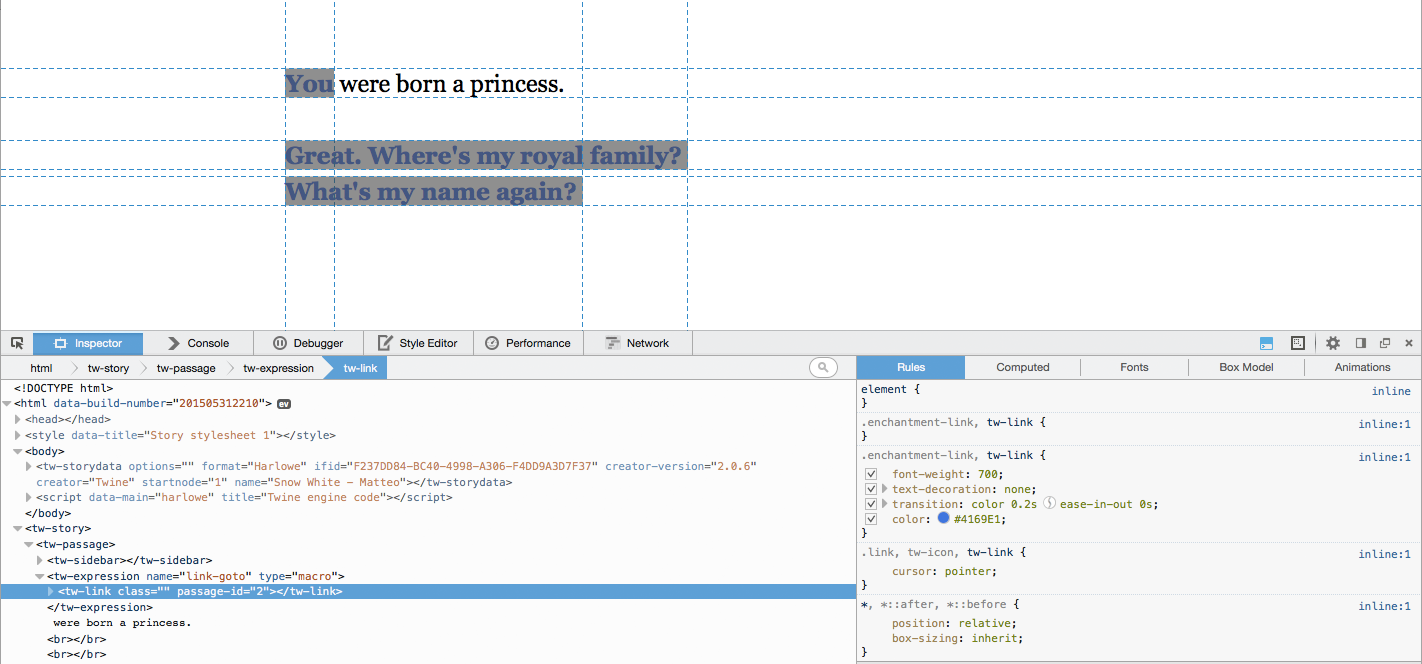 You were born a princess.
Great. Where's my royal family?
What's my name again?
Inspector Console Debugger Style Editor Performance Network
html tw-story tw-passage tw-expression tw-link
Rules Computed Fonts Box Model Animations
<!DOCTYPE html>
<html data-build-number="201505312210"> ev
<head></head>
<style data-title="Story stylesheet 1"></style>
<body>
<tw-storydata options="" format="Harlowe" ifid="F237DD84-BC40-4998-A306-F4DD9A3D7F37" creator-version="2.0.6"
creator="Twine" startnode="1" name="Snow White - Matteo"></tw-storydata>
<script data-main="harlowe" title="Twine engine code"></script>
</body>
<tw-story>
<tw-passage>
<tw-sidebar></tw-sidebar>
<tw-expression name="link-goto" type="macro">
<tw-link class="" passage-id="2"></tw-link>
</tw-expression>
were born a princess.
<br></br>
<br></br>
element { inline
}
.enchantment-link, tw-link { inline:1
}
.enchantment-link, tw-link { inline:1
font-weight: 700;
text-decoration: none;
transition: color 0.2s ease-in-out 0s;
color: #4169E1;
}
.link, tw-icon, tw-link { inline:1
cursor: pointer;
}
*, *::after, *::before { inline:1
position: relative;
box-sizing: inherit;
}